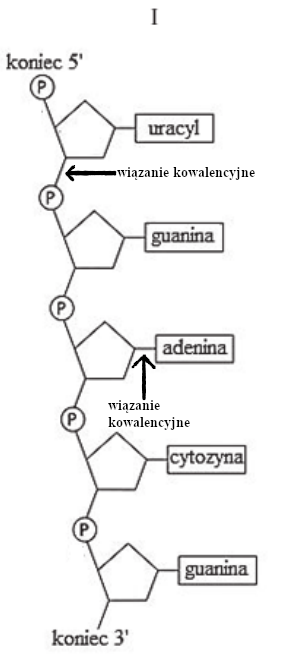 I
koniec 5'
P
uracyl
wiązanie kowalencyjne
P
guanina
P
adenina
wiązanie
kowalencyjne
P
cytozyna
P
guanina
koniec 3'